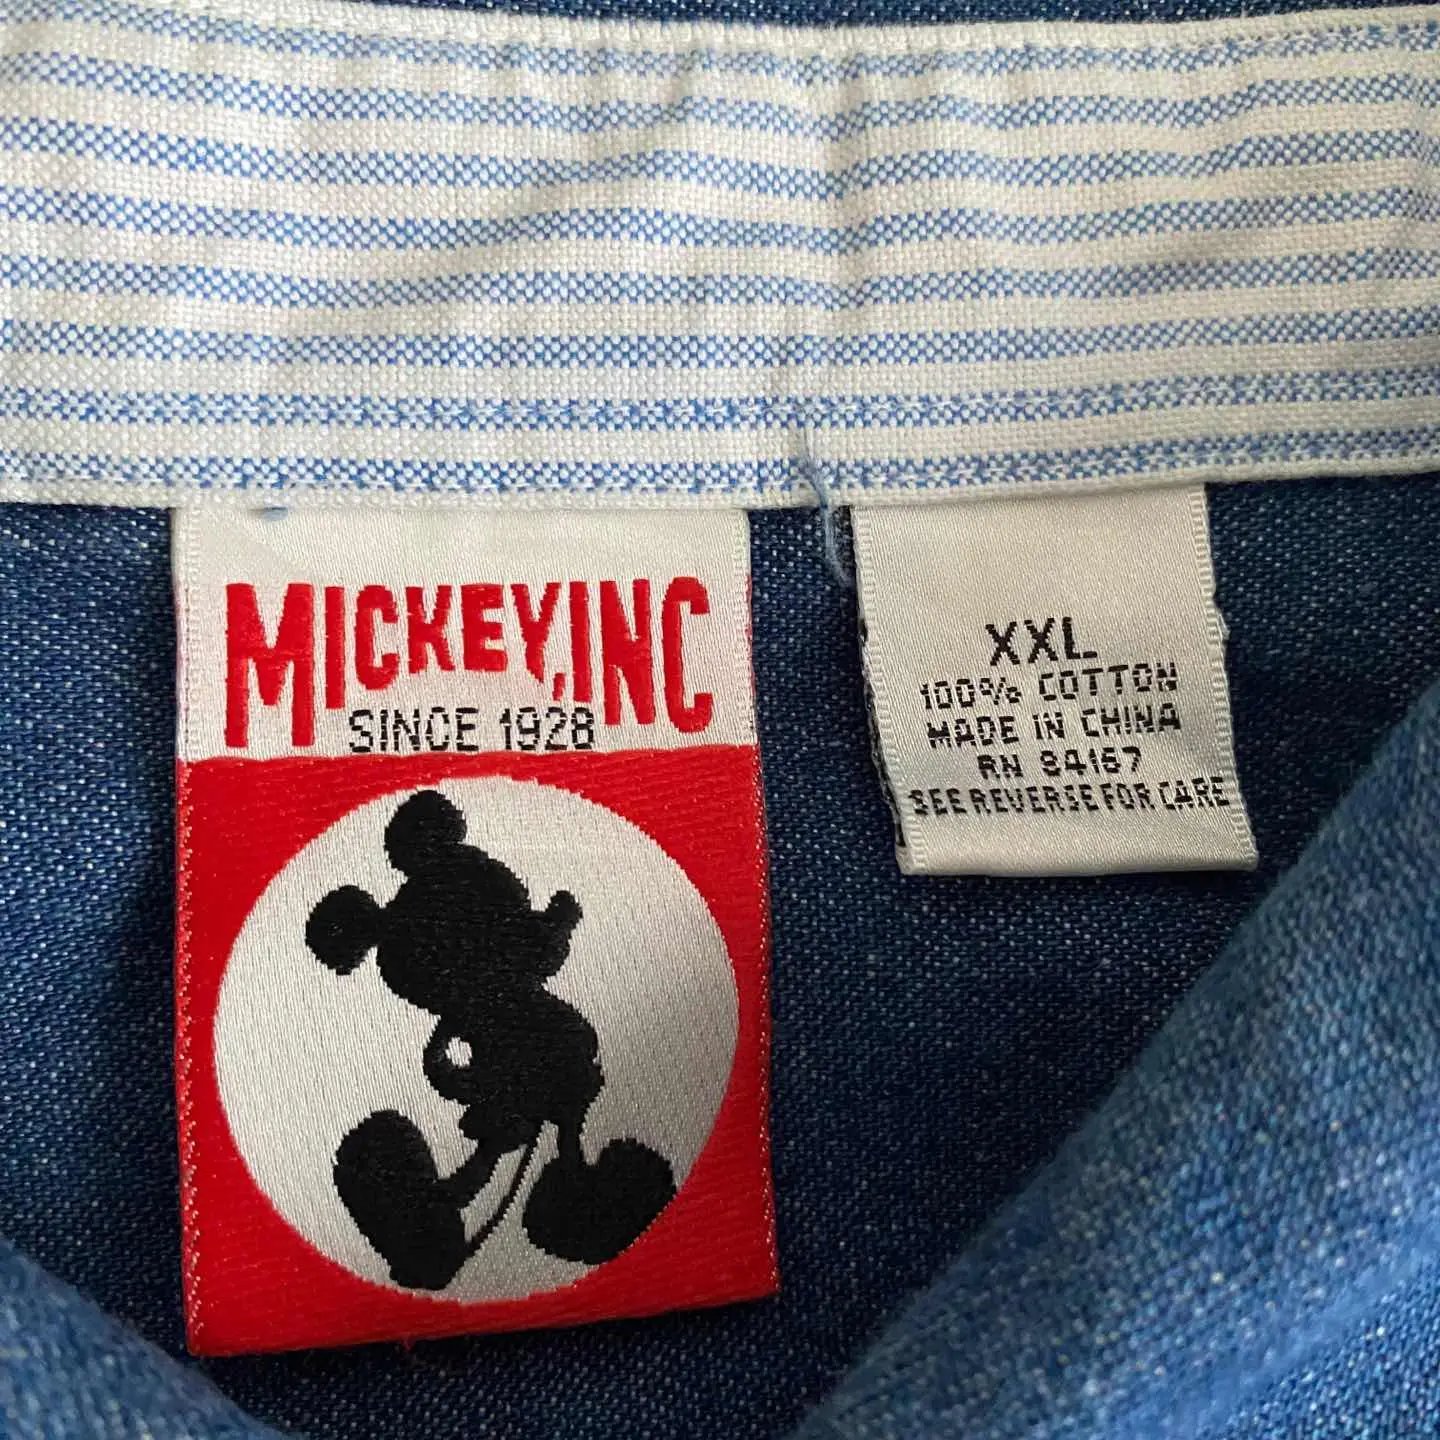 MICKEY, INC
SINCE 1928
XXL
100% COTTON
MADE IN CHINA
RN 84167
SEE REVERSE FOR CARE